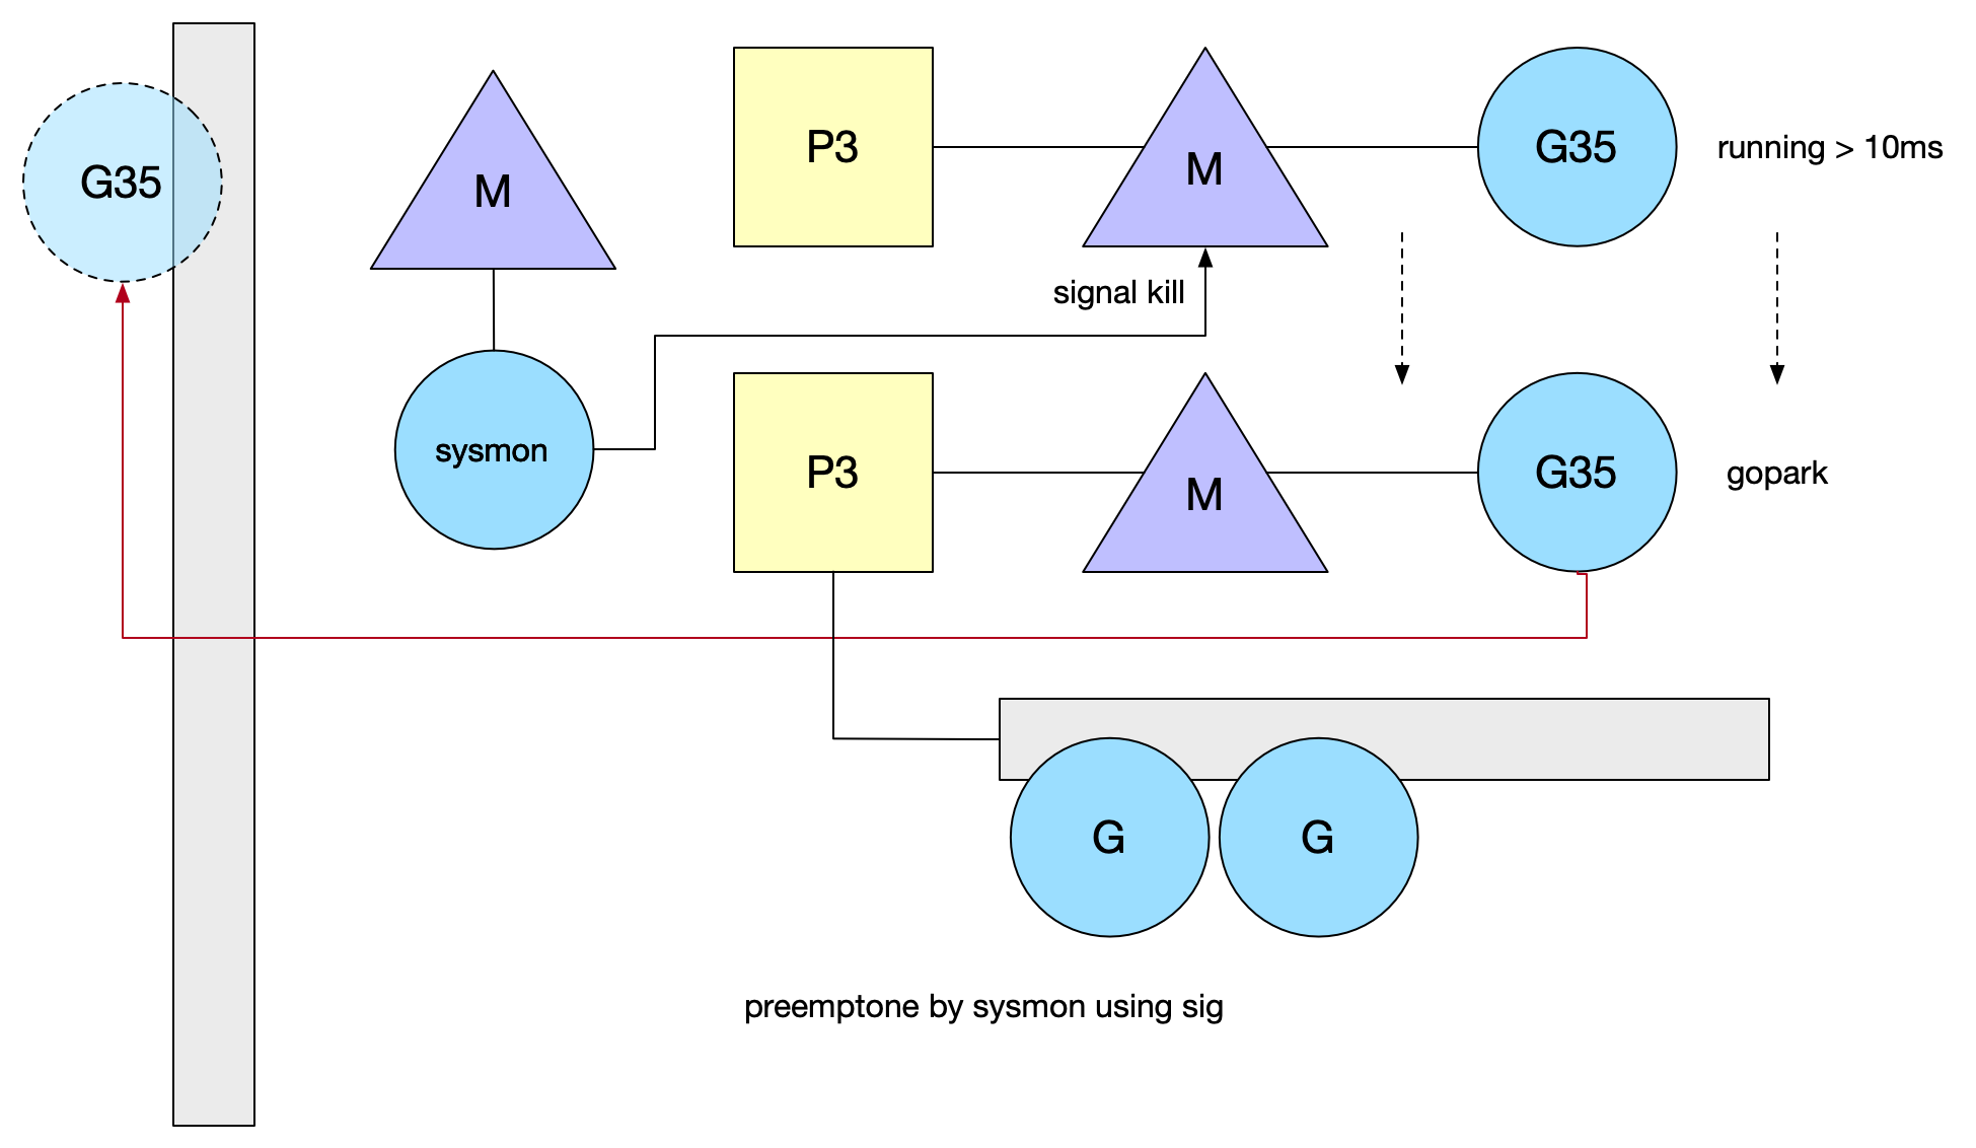 G35
M
P3
M
G35
running > 10ms
signal kill
sysmon
P3
M
G35
gopark
G
G
preemptone by sysmon using sig